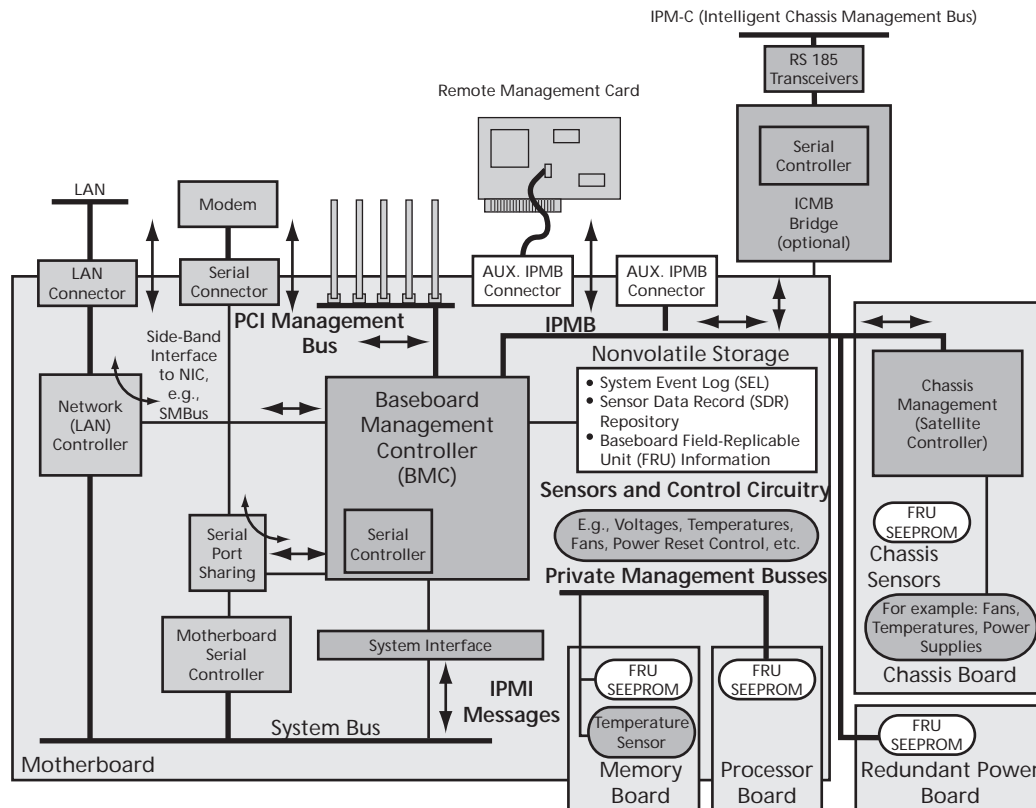 IPM-C (Intelligent Chassis Management Bus)
RS 185
Transceivers
Remote Management Card
Serial
Controller
ICMB
Bridge
(optional)
LAN
Modem
LAN
Connector
Serial
Connector
AUX. IPMB
Connector
AUX. IPMB
Connector
PCI Management
Bus
IPMB
Side-Band
Interface
to NIC,
e.g.,
SMBus
Network
(LAN)
Controller
Baseboard
Management
Controller
(BMC)
Serial
Controller
Nonvolatile Storage
• System Event Log (SEL)
• Sensor Data Record (SDR)
Repository
• Baseboard Field-Replicable
Unit (FRU) Information
Chassis
Management
(Satellite
Controller)
Sensors and Control Circuitry
E.g., Voltages, Temperatures,
Fans, Power Reset Control, etc.
FRU
SEEPROM
Chassis
Sensors
For example: Fans,
Temperatures, Power
Supplies
Chassis Board
Serial
Port
Sharing
Private Management Busses
Motherboard
Serial
Controller
System Interface
IPMI
Messages
FRU
SEEPROM
Temperature
Sensor
Memory
Board
FRU
SEEPROM
Processor
Board
FRU
SEEPROM
Redundant Power
Board
System Bus
Motherboard